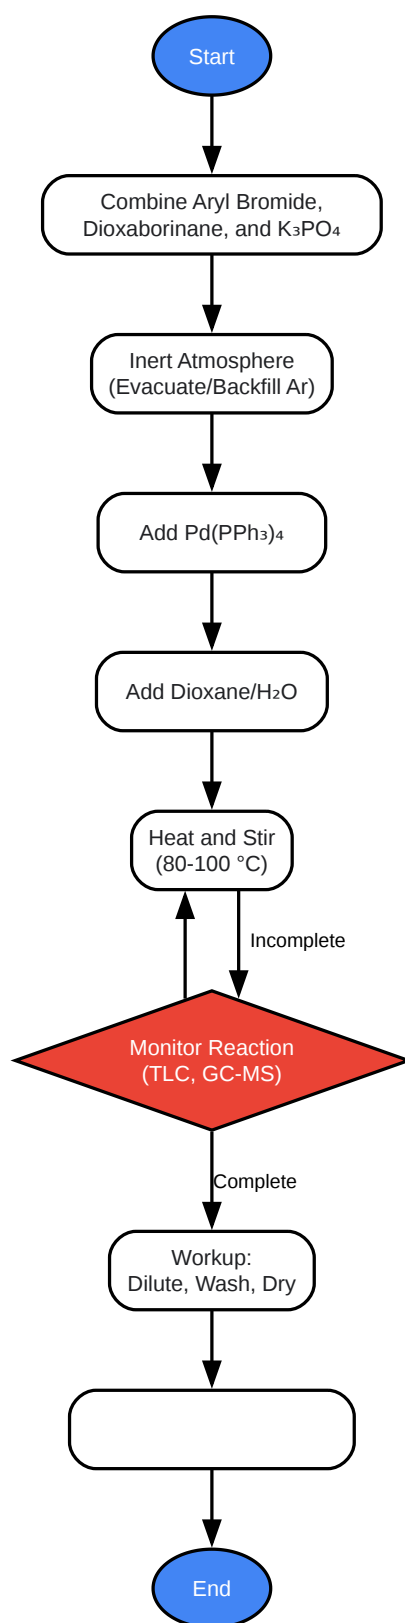 Start
Combine Aryl Bromide,
Dioxaborinane, and K₃PO₄
Inert Atmosphere
(Evacuate/Backfill Ar)
Add Pd(PPh₃)₄
Add Dioxane/H₂O
Heat and Stir
(80-100 °C)
Incomplete
Monitor Reaction
(TLC, GC-MS)
Complete
Workup:
Dilute, Wash, Dry
End